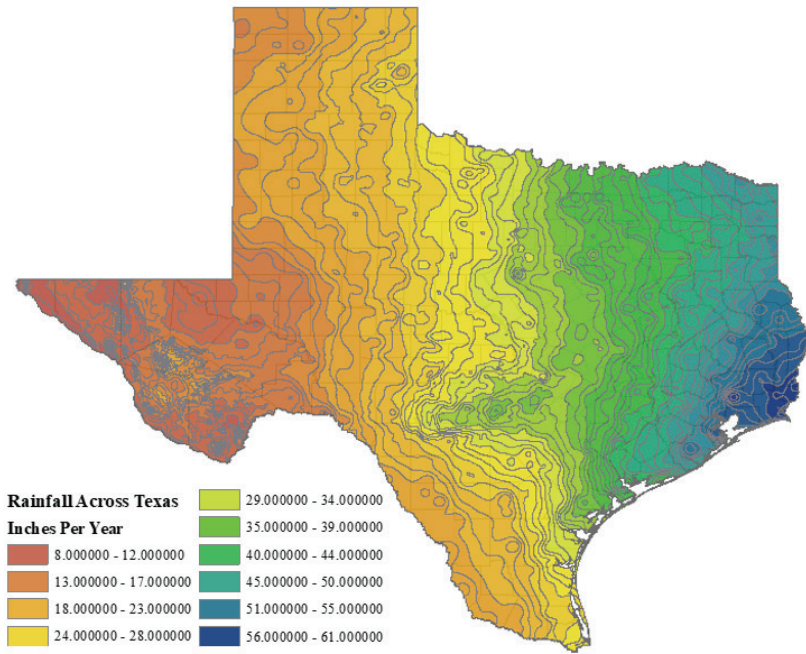 Rainfall Across Texas
Inches Per Year
8.000000 - 12.000000
13.000000 - 17.000000
18.000000 - 23.000000
24.000000 - 28.000000
29.000000 - 34.000000
35.000000 - 39.000000
40.000000 - 44.000000
45.000000 - 50.000000
51.000000 - 55.000000
56.000000 - 61.000000